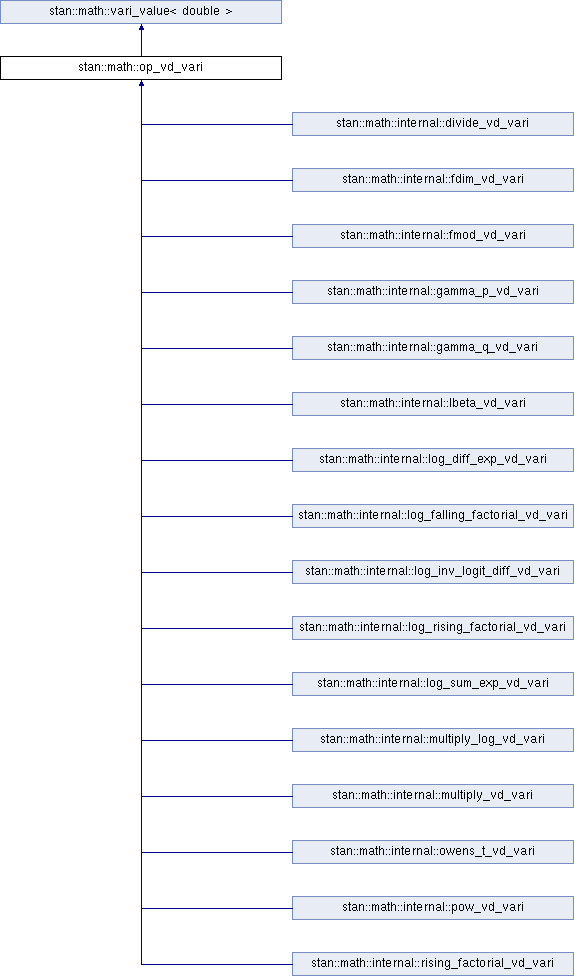 stan::math::vari_value< double >
stan::math::op_vd_vari
stan::math::internal::divide_vd_vari
stan::math::internal::fdim_vd_vari
stan::math::internal::fmod_vd_vari
stan::math::internal::gamma_p_vd_vari
stan::math::internal::gamma_q_vd_vari
stan::math::internal::lbeta_vd_vari
stan::math::internal::log_diff_exp_vd_vari
stan::math::internal::log_falling_factorial_vd_vari
stan::math::internal::log_inv_logit_diff_vd_vari
stan::math::internal::log_rising_factorial_vd_vari
stan::math::internal::log_sum_exp_vd_vari
stan::math::internal::multiply_log_vd_vari
stan::math::internal::multiply_vd_vari
stan::math::internal::owens_t_vd_vari
stan::math::internal::pow_vd_vari
stan::math::internal::rising_factorial_vd_vari